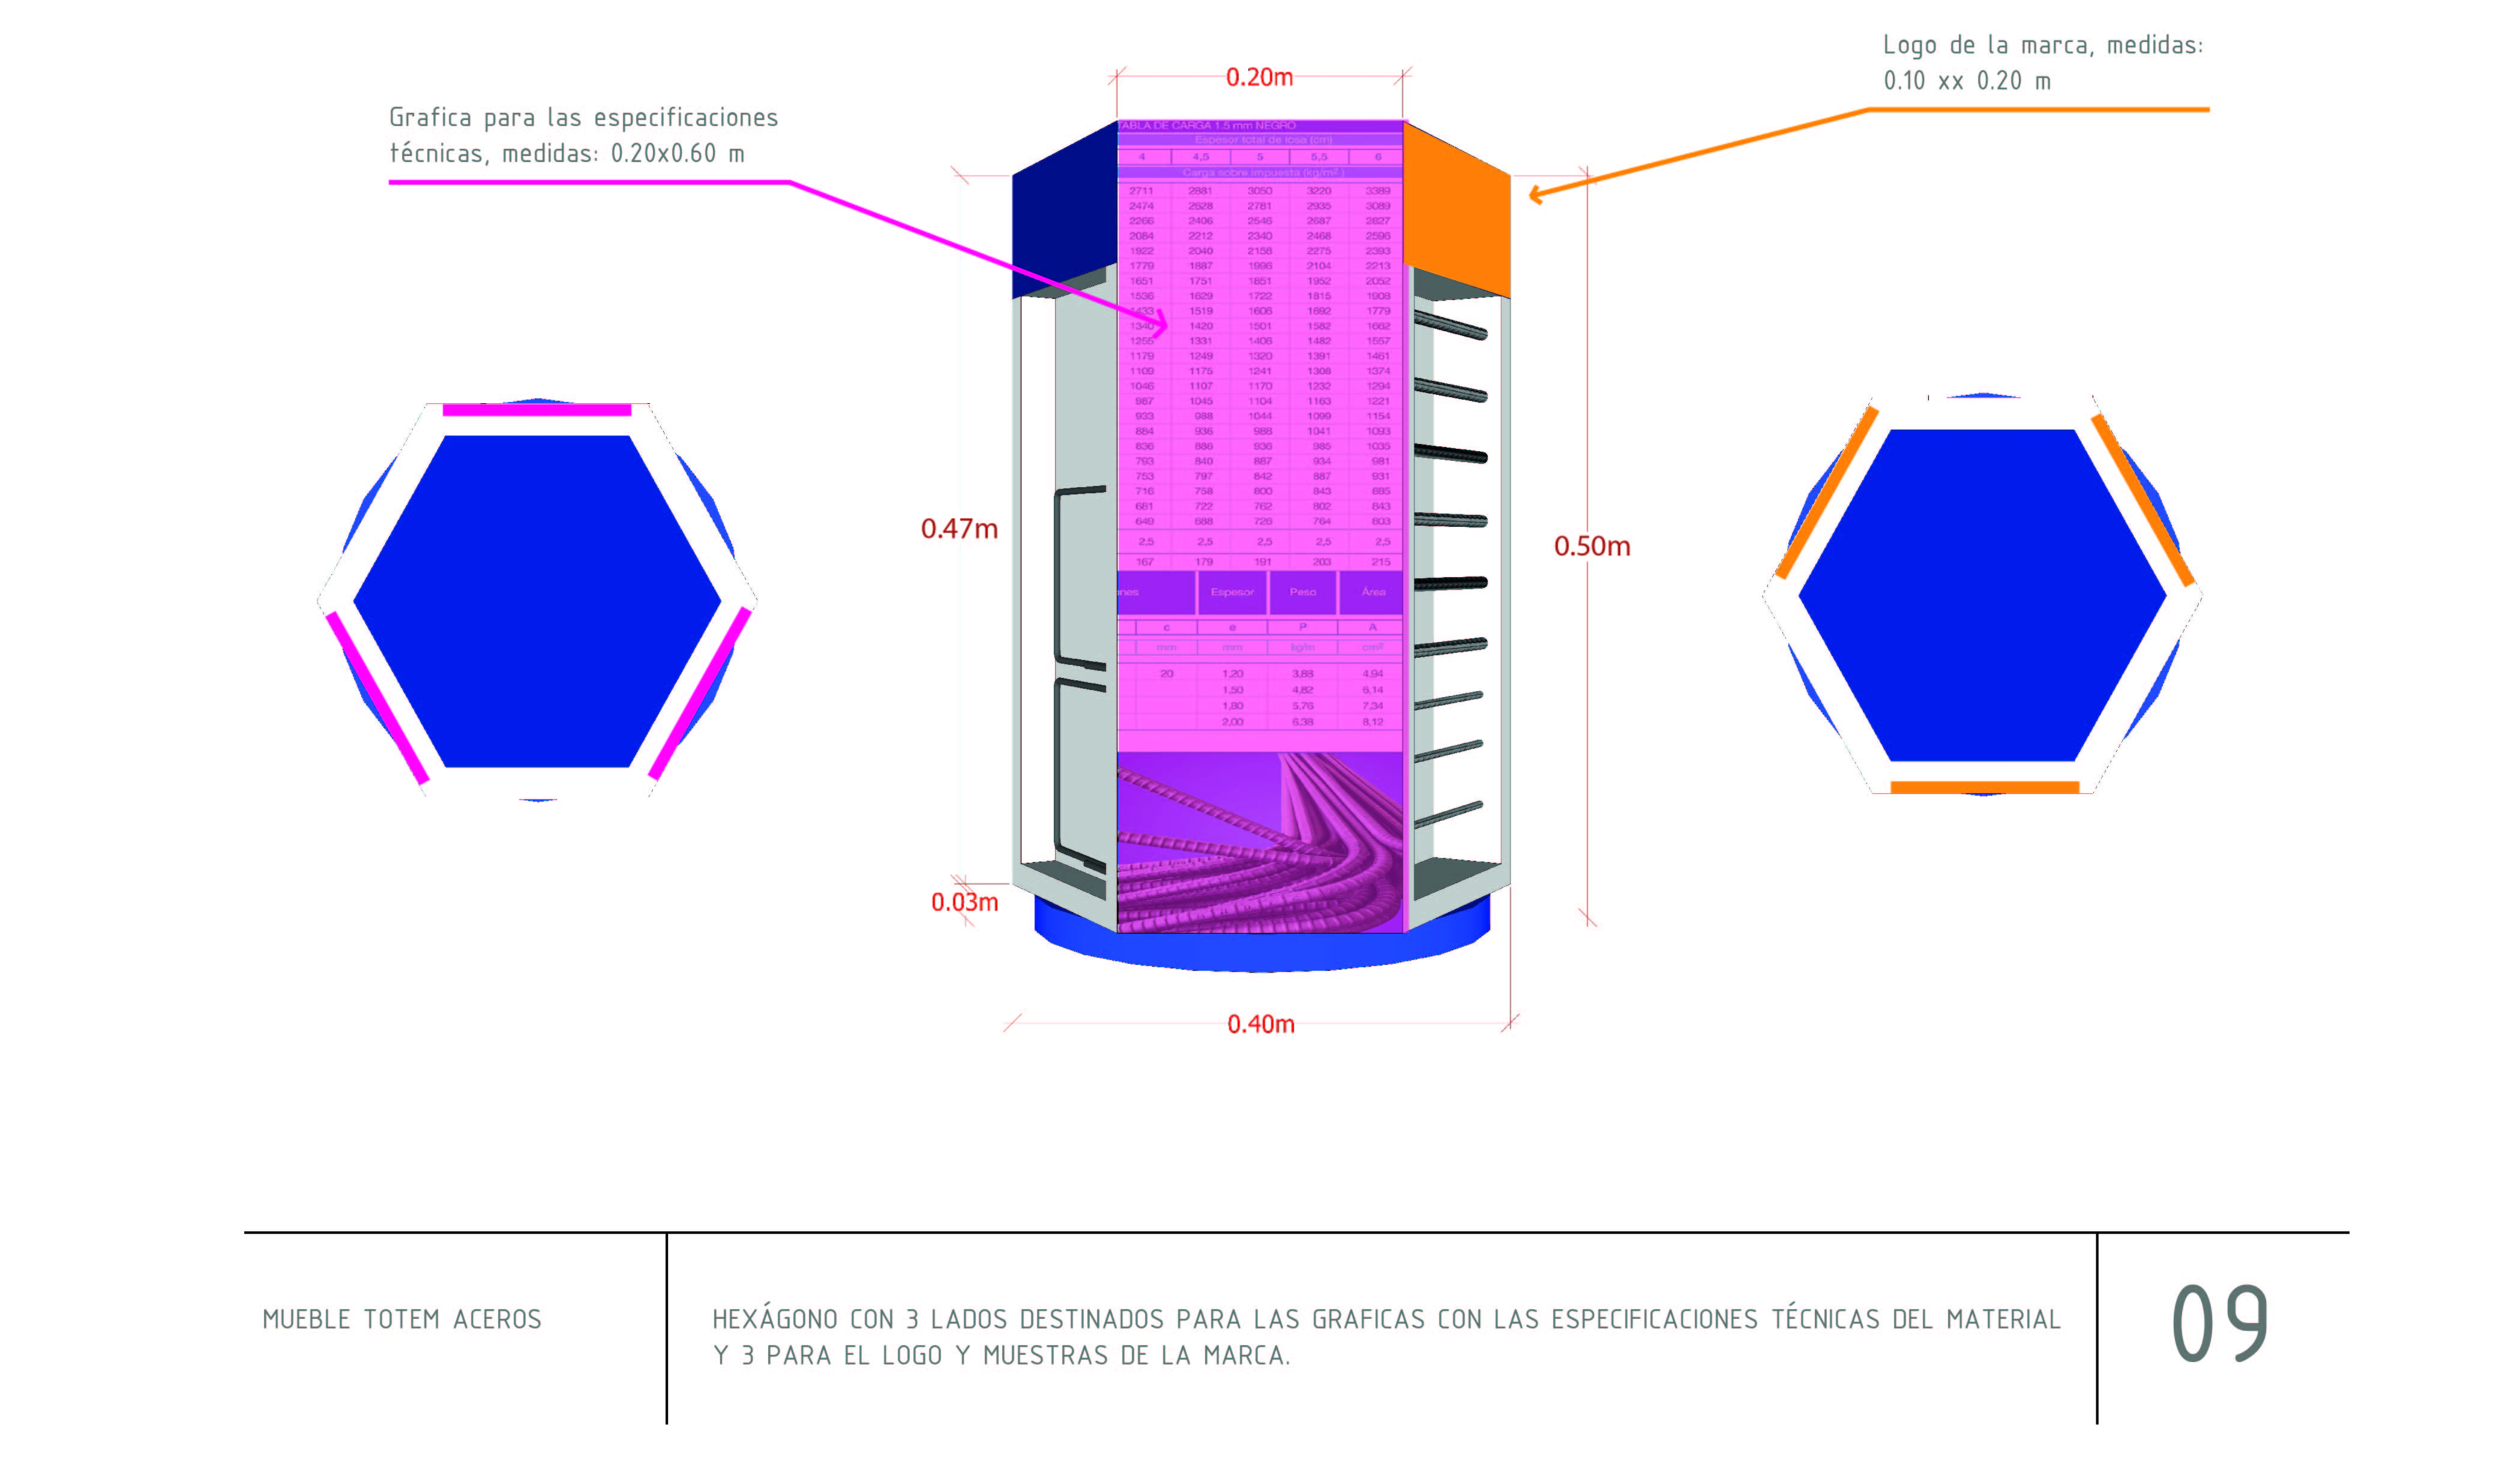 Logo de la marca, medidas:
0.10 xx 0.20 m
0.20m
Grafica para las especificaciones
técnicas, medidas: 0.20x0.60 m
TABLA DE CARGA 1.5 mm NEGRO
Espesor total de losa (cm)
4 4,5 5 5,5 6
Carga sobre impuesta (kg/m²)
2711 2881 3050 3220 3389
2474 2628 2781 2935 3089
2266 2406 2546 2687 2827
2084 2212 2340 2468 2596
1922 2040 2158 2275 2393
1779 1887 1996 2104 2213
1651 1751 1851 1952 2052
1536 1629 1722 1815 1908
1433 1519 1606 1692 1779
1340 1420 1501 1582 1662
1255 1331 1406 1482 1557
1179 1249 1320 1391 1461
1109 1175 1241 1308 1374
1046 1107 1170 1232 1294
987 1045 1104 1163 1221
933 988 1044 1099 1154
884 936 988 1041 1093
836 886 936 985 1035
793 840 887 934 981
753 797 842 887 931
716 758 800 843 885
681 722 762 802 843
649 688 726 764 803
2,5 2,5 2,5 2,5 2,5
167 179 191 203 215
nes Espesor Peso Área
c e P A
mm mm kg/m cm²
20 1,20 3,88 4,94
1,50 4,82 6,14
1,80 5,76 7,34
2,00 6,38 8,12
0.47m
0.50m
0.03m
0.40m
MUEBLE TOTEM ACEROS
HEXÁGONO CON 3 LADOS DESTINADOS PARA LAS GRAFICAS CON LAS ESPECIFICACIONES TÉCNICAS DEL MATERIAL
Y 3 PARA EL LOGO Y MUESTRAS DE LA MARCA.
09